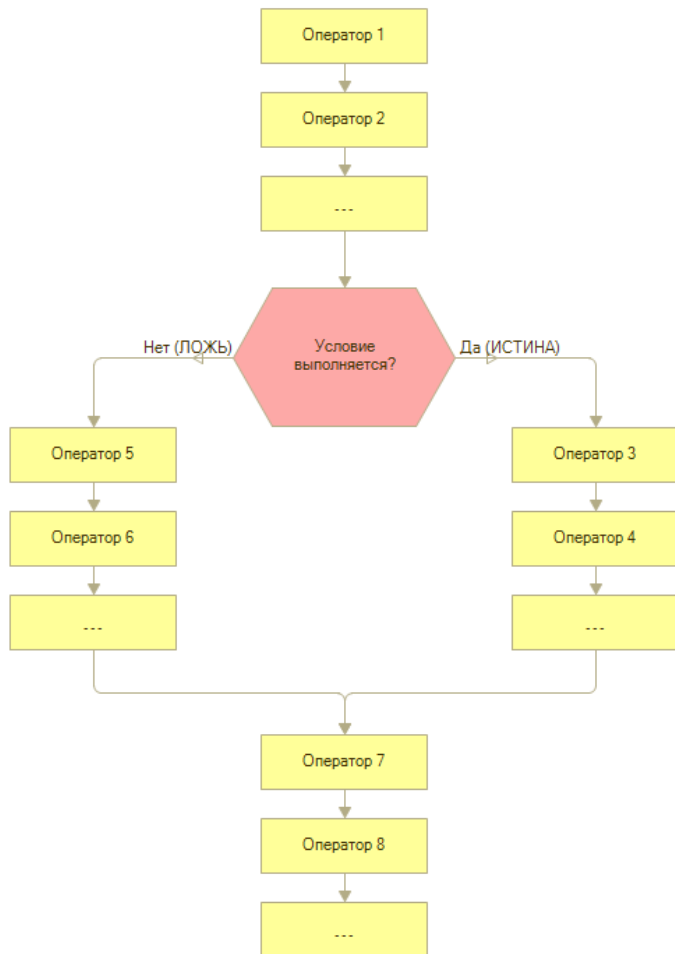 Оператор 1
Оператор 2
---
Условие
выполняется?
Нет (ЛОЖЬ)
Да (ИСТИНА)
Оператор 5
Оператор 3
Оператор 6
Оператор 4
---
---
Оператор 7
Оператор 8
---